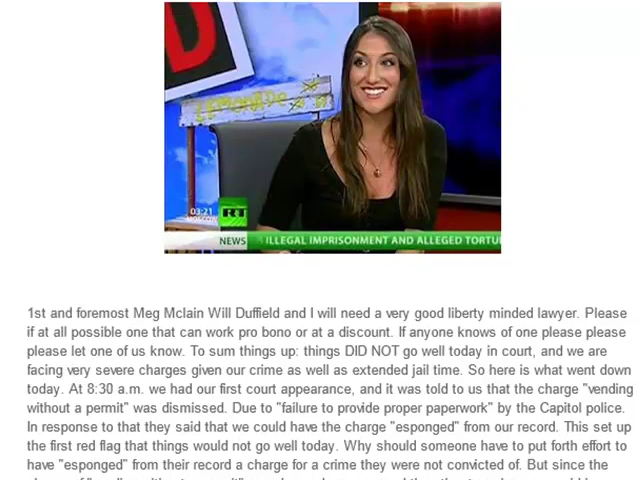 D
LEMONADE
03:21
MOSCOW
RT
NEWS
ILLEGAL IMPRISONMENT AND ALLEGED TORTU
1st and foremost Meg Mclain Will Duffield and I will need a very good liberty minded lawyer. Please
if at all possible one that can work pro bono or at a discount. If anyone knows of one please please
please let one of us know. To sum things up: things DID NOT go well today in court, and we are
facing very severe charges given our crime as well as extended jail time. So here is what went down
today. At 8:30 a.m. we had our first court appearance, and it was told to us that the charge "vending
without a permit" was dismissed. Due to "failure to provide proper paperwork" by the Capitol police.
In response to that they said that we could have the charge "esponged" from our record. This set up
the first red flag that things would not go well today. Why should someone have to put forth effort to
have "esponged" from their record a charge for a crime they were not convicted of. But since the